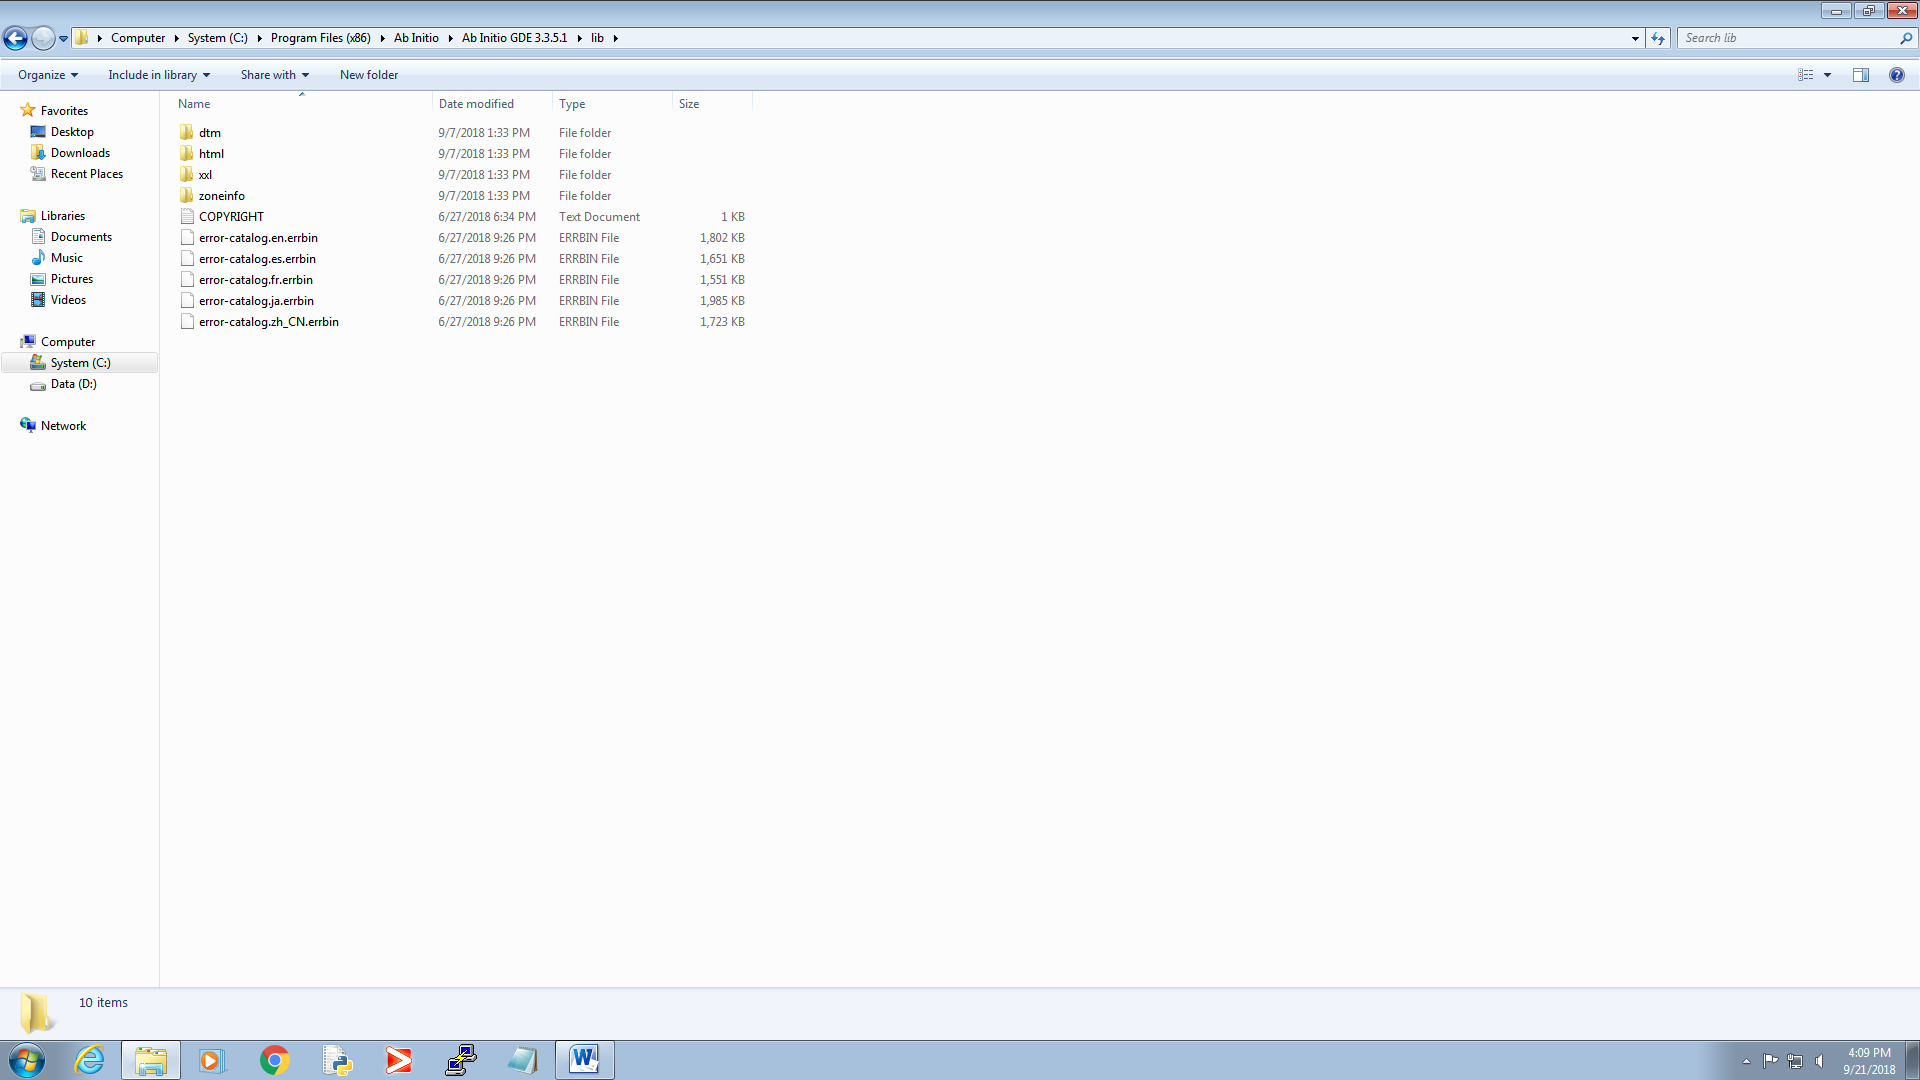 Computer System (C:) Program Files (x86) Ab Initio Ab Initio GDE 3.3.5.1 lib
Search lib
Organize Include in library Share with New folder
Favorites
Desktop
Downloads
Recent Places
Libraries
Documents
Music
Pictures
Videos
Computer
System (C:)
Data (D:)
Network
Name Date modified Type Size
dtm 9/7/2018 1:33 PM File folder
html 9/7/2018 1:33 PM File folder
xxl 9/7/2018 1:33 PM File folder
zoneinfo 9/7/2018 1:33 PM File folder
COPYRIGHT 6/27/2018 6:34 PM Text Document 1 KB
error-catalog.en.errbin 6/27/2018 9:26 PM ERRBIN File 1,802 KB
error-catalog.es.errbin 6/27/2018 9:26 PM ERRBIN File 1,651 KB
error-catalog.fr.errbin 6/27/2018 9:26 PM ERRBIN File 1,551 KB
error-catalog.ja.errbin 6/27/2018 9:26 PM ERRBIN File 1,985 KB
error-catalog.zh_CN.errbin 6/27/2018 9:26 PM ERRBIN File 1,723 KB
10 items
4:09 PM
9/21/2018